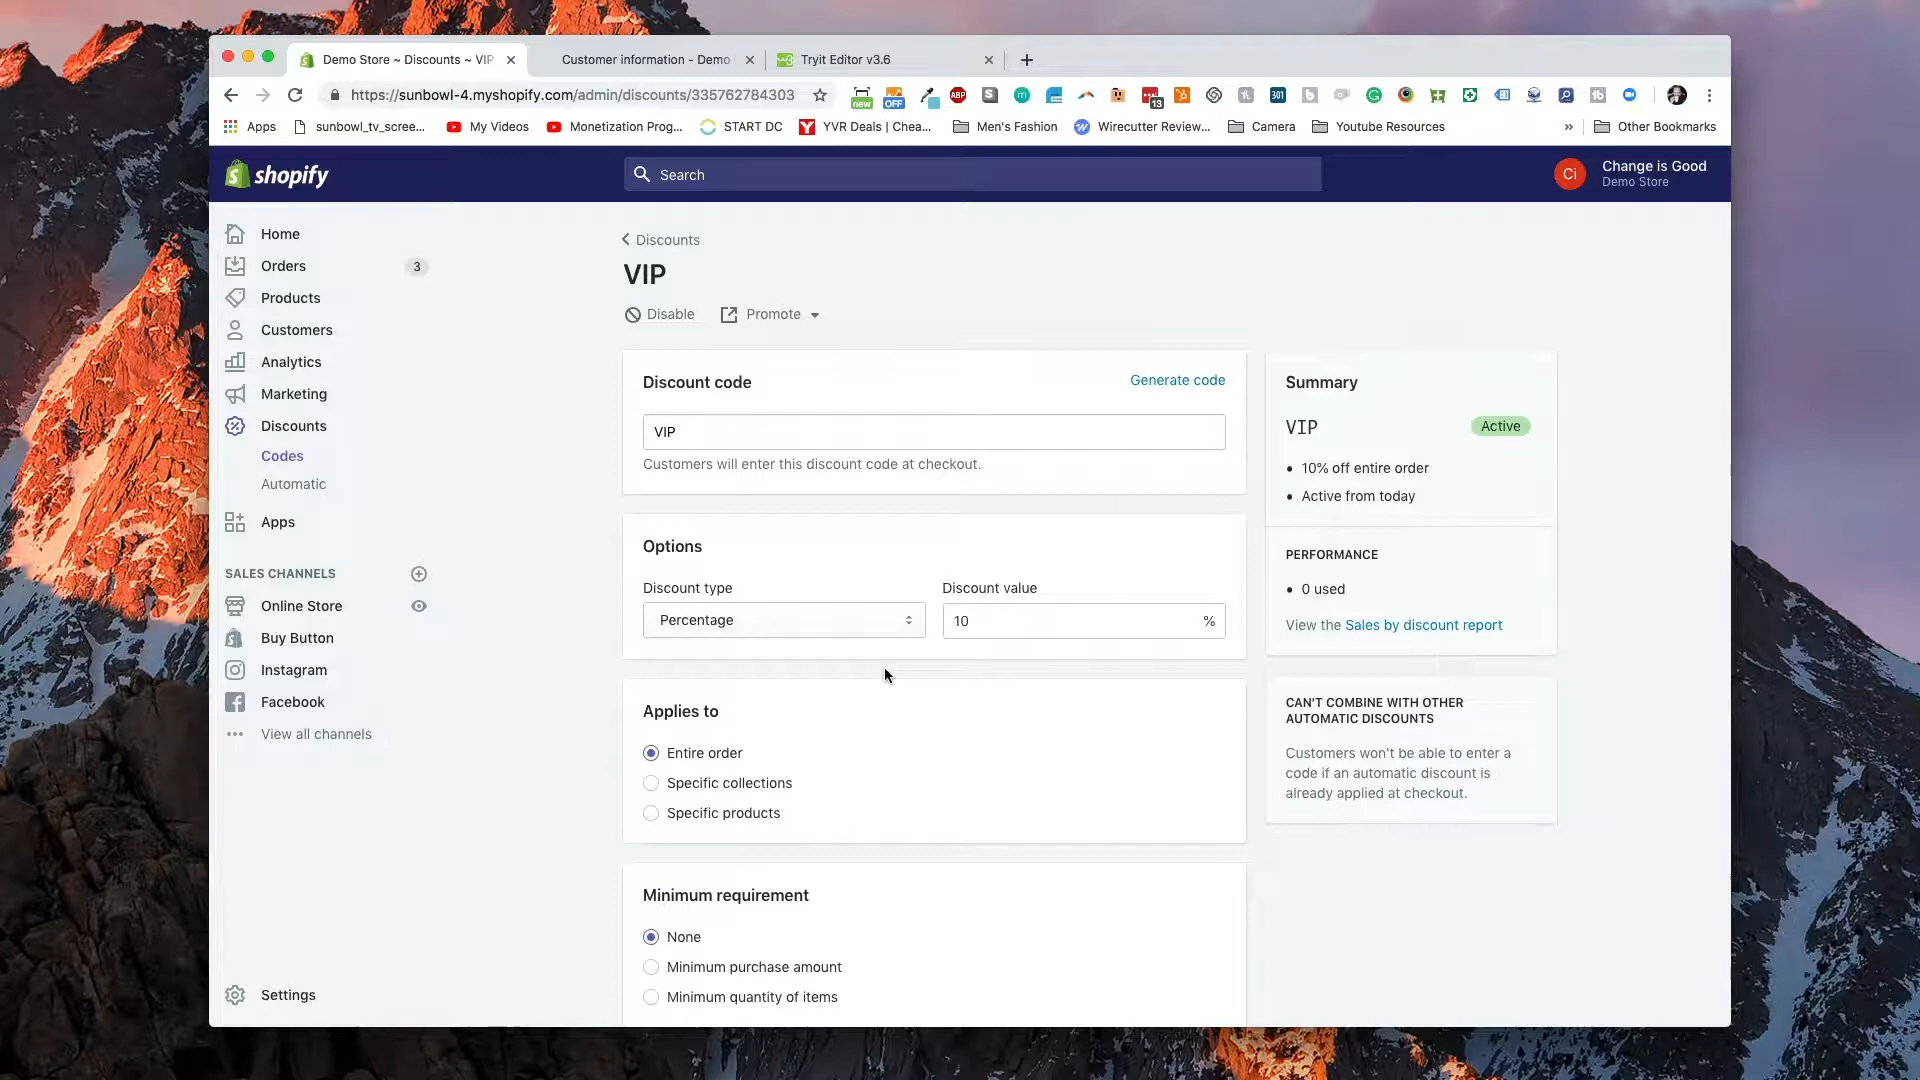 Demo Store ~ Discounts ~ VIP
Customer information - Demo
Tryit Editor v3.6
https://sunbowl-4.myshopify.com/admin/discounts/335762784303
new
OFF
ABP
13
301
Apps
sunbowl_tv_scree...
My Videos
Monetization Prog...
START DC
YVR Deals | Chea...
Men's Fashion
Wirecutter Review...
Camera
Youtube Resources
»
Other Bookmarks
shopify
Search
Ci
Change is Good
Demo Store
Home
Orders
3
Products
Customers
Analytics
Marketing
Discounts
Codes
Automatic
Apps
SALES CHANNELS
Online Store
Buy Button
Instagram
Facebook
View all channels
Settings
Discounts
VIP
Disable
Promote
Discount code
Generate code
VIP
Customers will enter this discount code at checkout.
Options
Discount type
Discount value
Percentage
10
%
Applies to
Entire order
Specific collections
Specific products
Minimum requirement
None
Minimum purchase amount
Minimum quantity of items
Summary
VIP
Active
• 10% off entire order
• Active from today
PERFORMANCE
• 0 used
View the Sales by discount report
CAN'T COMBINE WITH OTHER
AUTOMATIC DISCOUNTS
Customers won't be able to enter a
code if an automatic discount is
already applied at checkout.